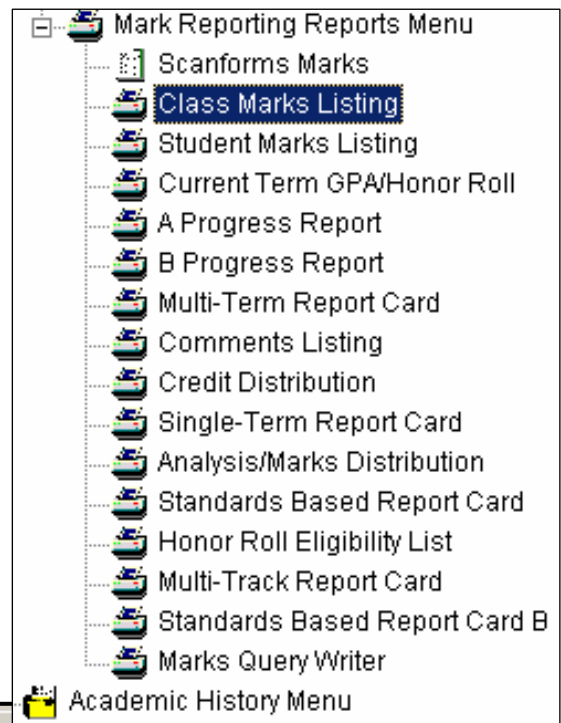 Mark Reporting Reports Menu
Scanforms Marks
Class Marks Listing
Student Marks Listing
Current Term GPA/Honor Roll
A Progress Report
B Progress Report
Multi-Term Report Card
Comments Listing
Credit Distribution
Single-Term Report Card
Analysis/Marks Distribution
Standards Based Report Card
Honor Roll Eligibility List
Multi-Track Report Card
Standards Based Report Card B
Marks Query Writer
Academic History Menu